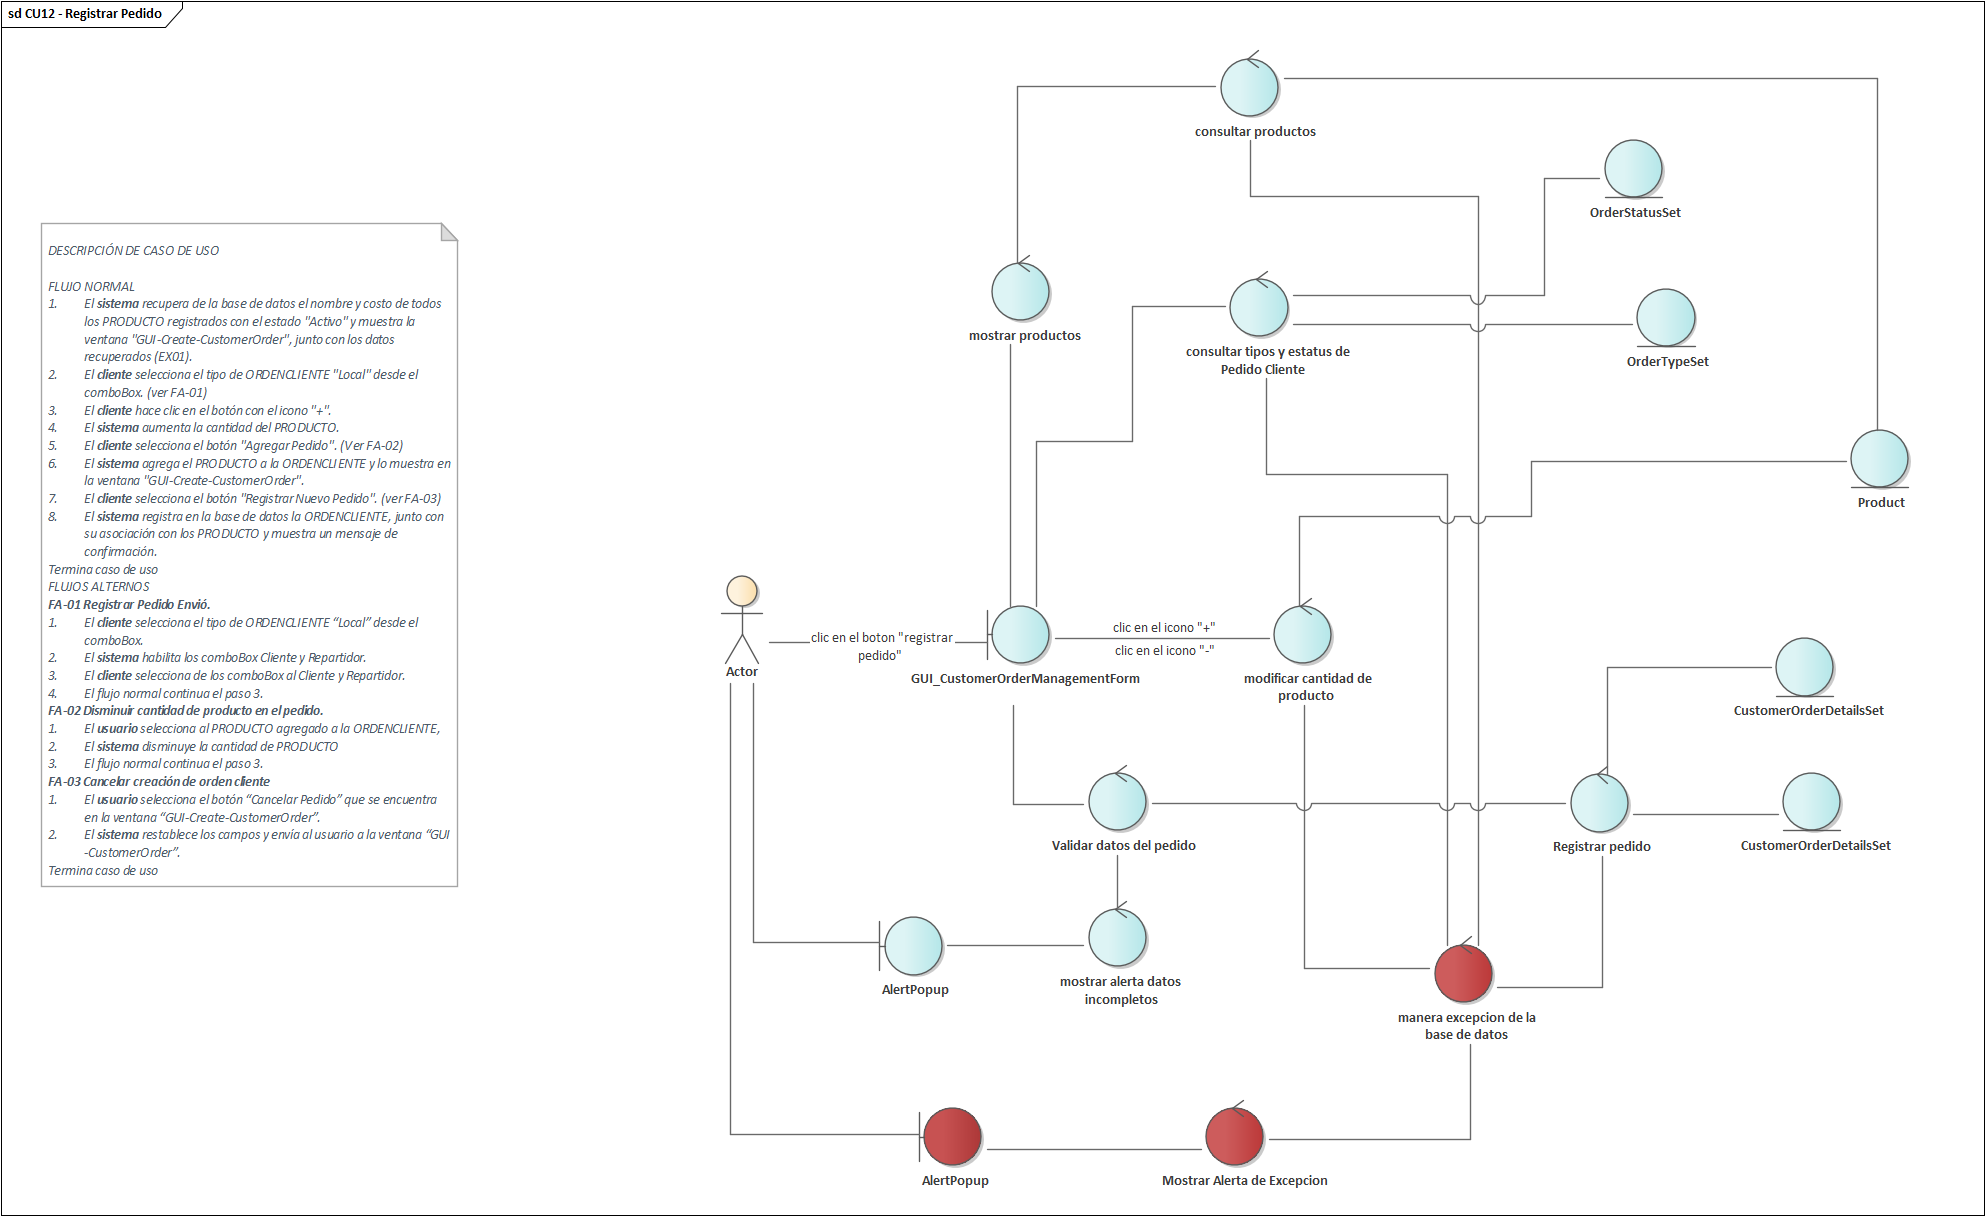 sd CU12 - Registrar Pedido
DESCRIPCIÓN DE CASO DE USO
FLUJO NORMAL
1. El sistema recupera de la base de datos el nombre y costo de todos
los PRODUCTO registrados con el estado "Activo" y muestra la
ventana "GUI-Create-CustomerOrder", junto con los datos
recuperados (EX01).
2. El cliente selecciona el tipo de ORDENCLIENTE "Local" desde el
comboBox. (ver FA-01)
3. El cliente hace clic en el botón con el icono "+".
4. El sistema aumenta la cantidad del PRODUCTO.
5. El cliente selecciona el botón "Agregar Pedido". (Ver FA-02)
6. El sistema agrega el PRODUCTO a la ORDENCLIENTE y lo muestra en
la ventana "GUI-Create-CustomerOrder".
7. El cliente selecciona el botón "Registrar Nuevo Pedido". (ver FA-03)
8. El sistema registra en la base de datos la ORDENCLIENTE, junto con
su asociación con los PRODUCTO y muestra un mensaje de
confirmación.
Termina caso de uso
FLUJOS ALTERNOS
FA-01 Registrar Pedido Envió.
1. El cliente selecciona el tipo de ORDENCLIENTE “Local” desde el
comboBox.
2. El sistema habilita los comboBox Cliente y Repartidor.
3. El cliente selecciona de los comboBox al Cliente y Repartidor.
4. El flujo normal continua el paso 3.
FA-02 Disminuir cantidad de producto en el pedido.
1. El usuario selecciona al PRODUCTO agregado a la ORDENCLIENTE,
2. El sistema disminuye la cantidad de PRODUCTO
3. El flujo normal continua el paso 3.
FA-03 Cancelar creación de orden cliente
1. El usuario selecciona el botón “Cancelar Pedido” que se encuentra
en la ventana “GUI-Create-CustomerOrder”.
2. El sistema restablece los campos y envía al usuario a la ventana “GUI
-CustomerOrder”.
Termina caso de uso
consultar productos
OrderStatusSet
mostrar productos
consultar tipos y estatus de
Pedido Cliente
OrderTypeSet
Product
Actor
clic en el boton "registrar
pedido"
GUI_CustomerOrderManagementForm
clic en el icono "+"
clic en el icono "-"
modificar cantidad de
producto
CustomerOrderDetailsSet
Validar datos del pedido
Registrar pedido
CustomerOrderDetailsSet
AlertPopup
mostrar alerta datos
incompletos
manera excepcion de la
base de datos
AlertPopup
Mostrar Alerta de Excepcion